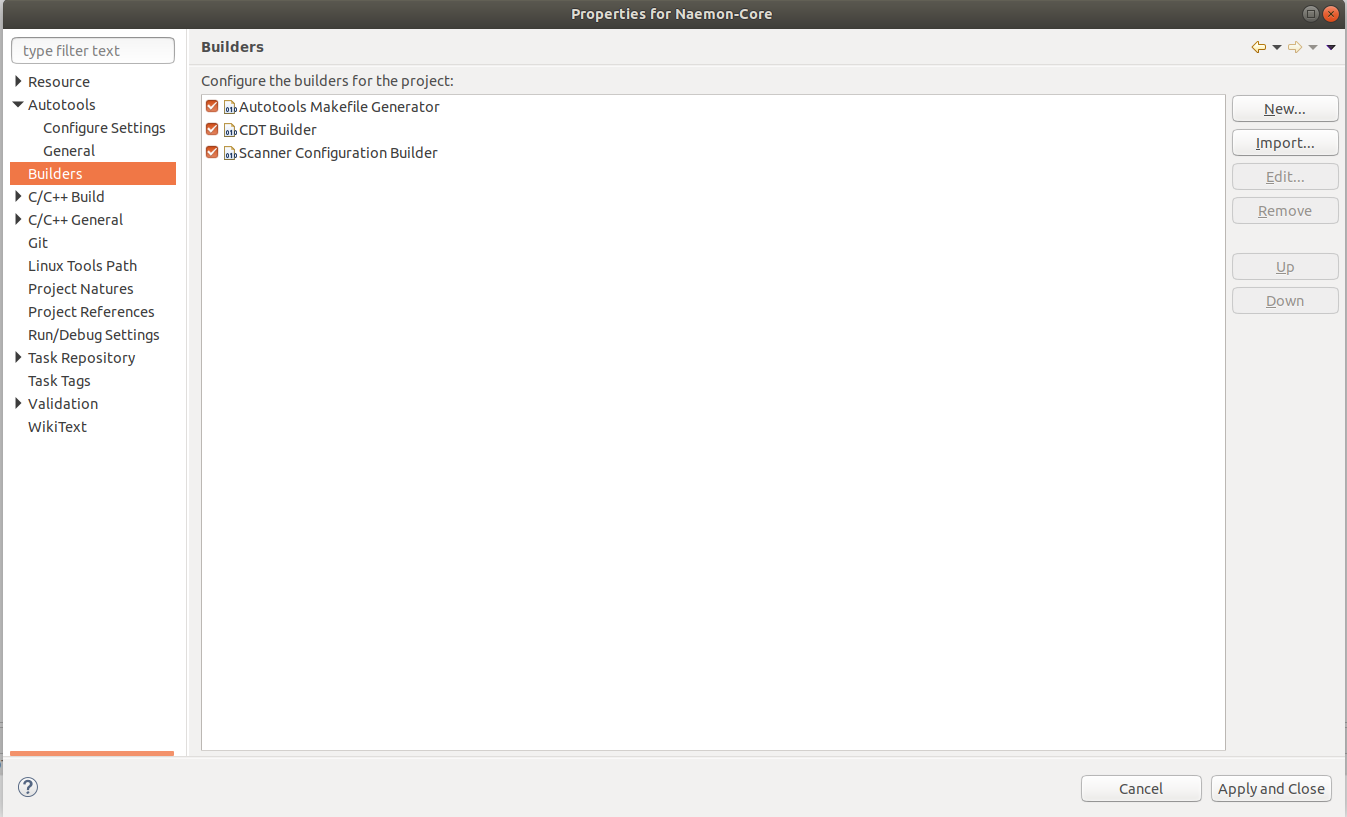 Properties for Naemon-Core
type filter text
Resource
Autotools
Configure Settings
General
Builders
C/C++ Build
C/C++ General
Git
Linux Tools Path
Project Natures
Project References
Run/Debug Settings
Task Repository
Task Tags
Validation
WikiText
Builders
Configure the builders for the project:
Autotools Makefile Generator
CDT Builder
Scanner Configuration Builder
New...
Import...
Edit...
Remove
Up
Down
Cancel
Apply and Close